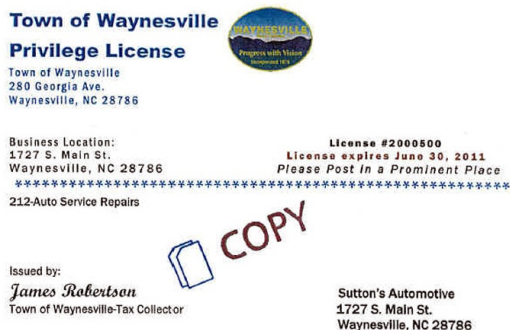 Town of Waynesville
Privilege License
WAYNESVILLE
Progress with Vision
Town of Waynesville
280 Georgia Ave.
Waynesville, NC 28786
Business Location:
1727 S. Main St.
Waynesville, NC 28786
License #2000500
License expires June 30, 2011
Please Post in a Prominent Place
************************************************************
212-Auto Service Repairs
COPY
Issued by:
James Robertson
Town of Waynesville-Tax Collector
Sutton's Automotive
1727 S. Main St.
Waynesville, NC 28786